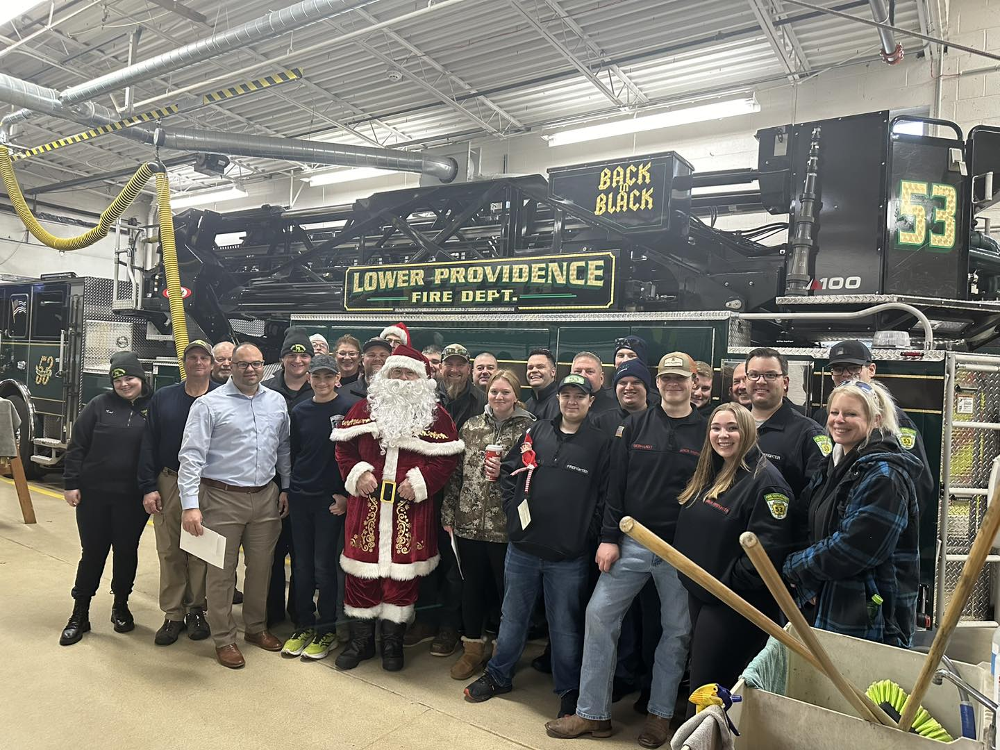 BACK
in
BLACK
53
100
LOWER PROVIDENCE
FIRE DEPT.
53
FIREFIGHTER
FIREFIGHTER
53